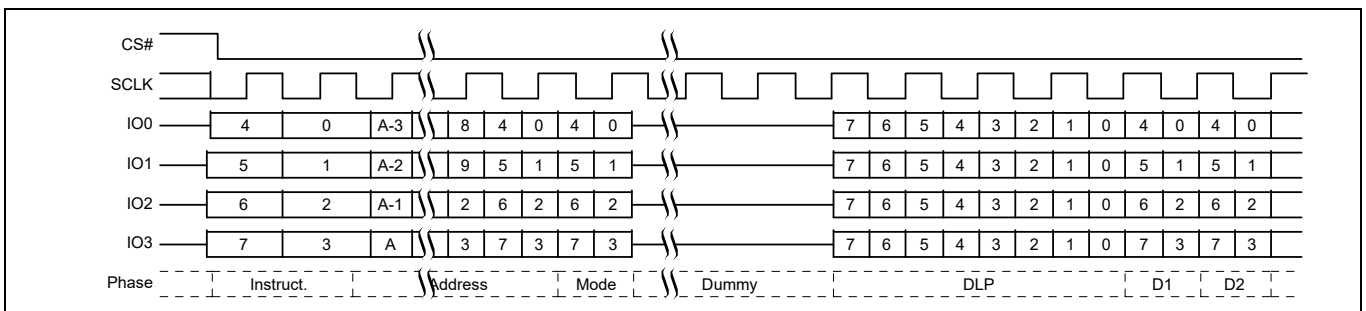 CS#
SCLK
IO0 4 0 A-3 8 4 0 4 0 7 6 5 4 3 2 1 0 4 0 4 0
IO1 5 1 A-2 9 5 1 5 1 7 6 5 4 3 2 1 0 5 1 5 1
IO2 6 2 A-1 2 6 2 6 2 7 6 5 4 3 2 1 0 6 2 6 2
IO3 7 3 A 3 7 3 7 3 7 6 5 4 3 2 1 0 7 3 7 3
Phase Instruct. Address Mode Dummy DLP D1 D2